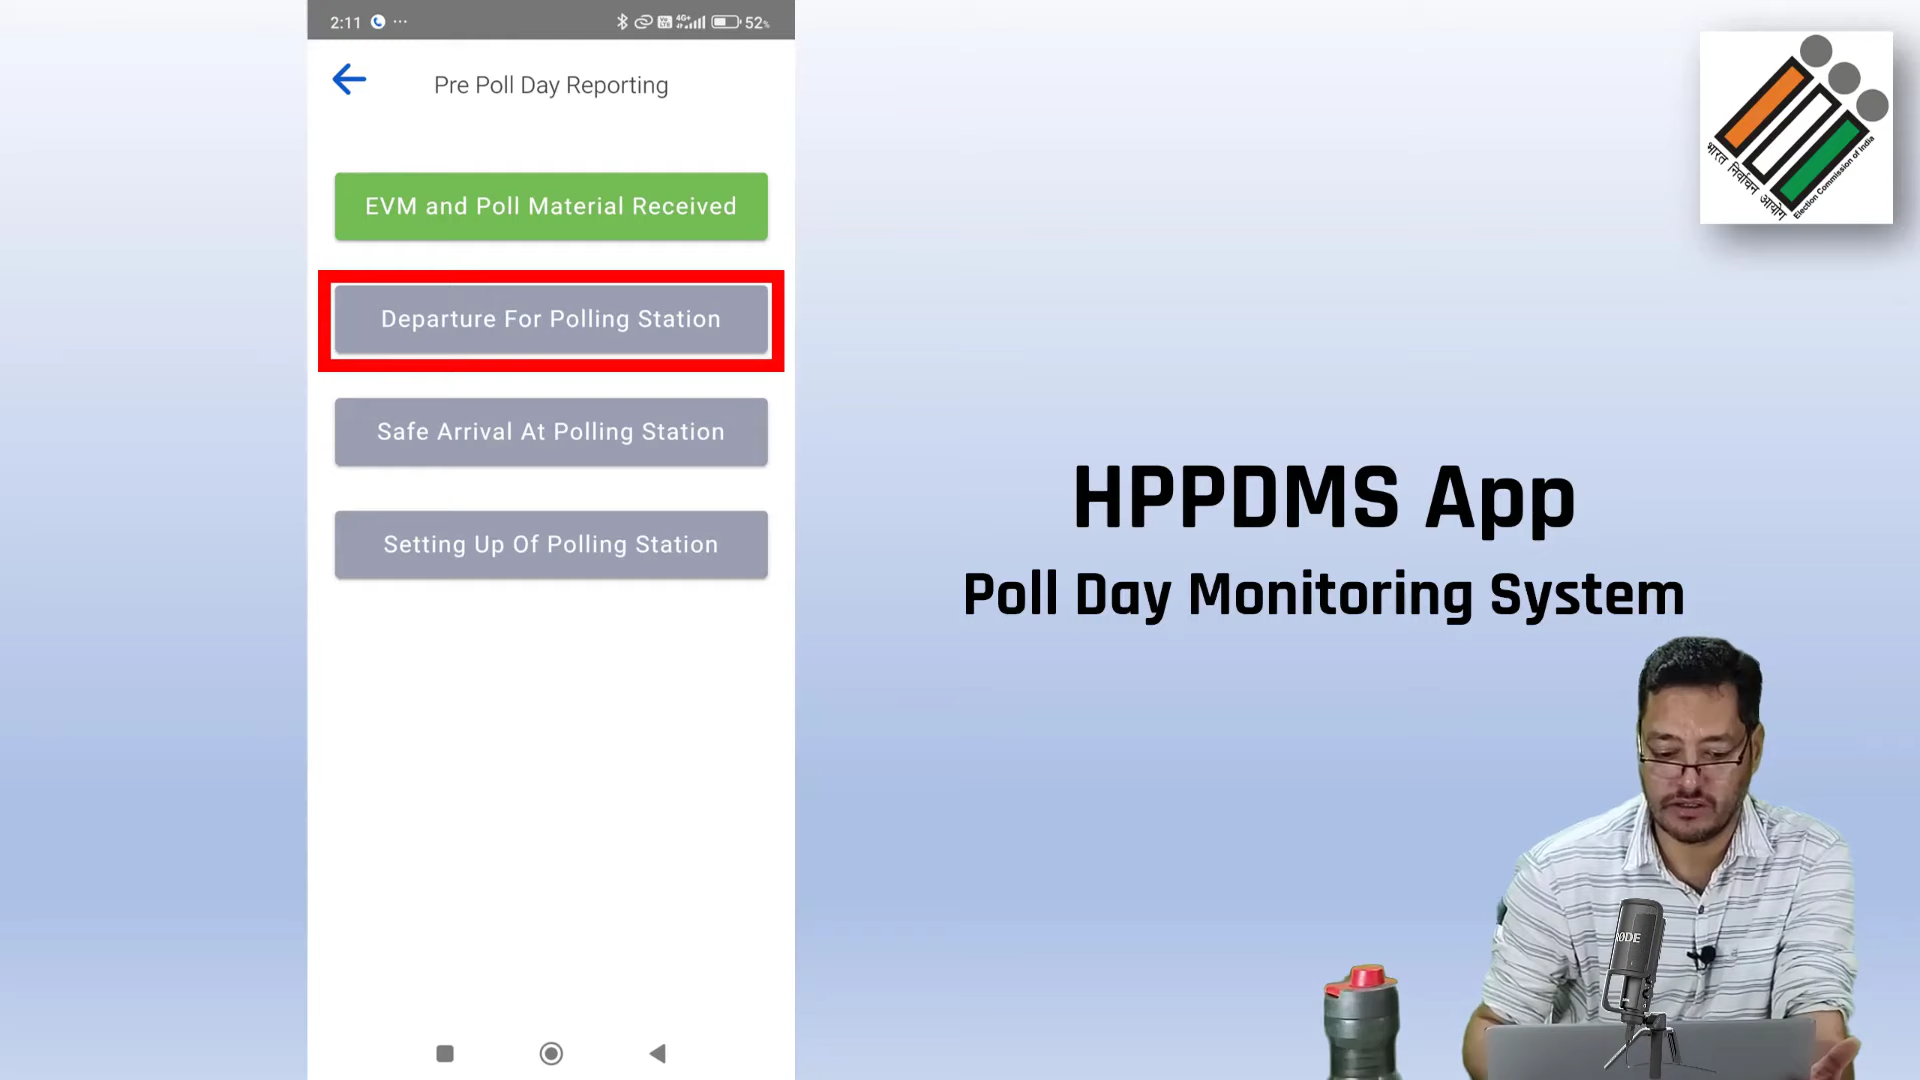 2:11 ...
4G+
52%
Pre Poll Day Reporting
EVM and Poll Material Received
Departure For Polling Station
Safe Arrival At Polling Station
Setting Up Of Polling Station
भारत निर्वाचन आयोग
Election Commission of India
HPPDMS App
Poll Day Monitoring System
RØDE